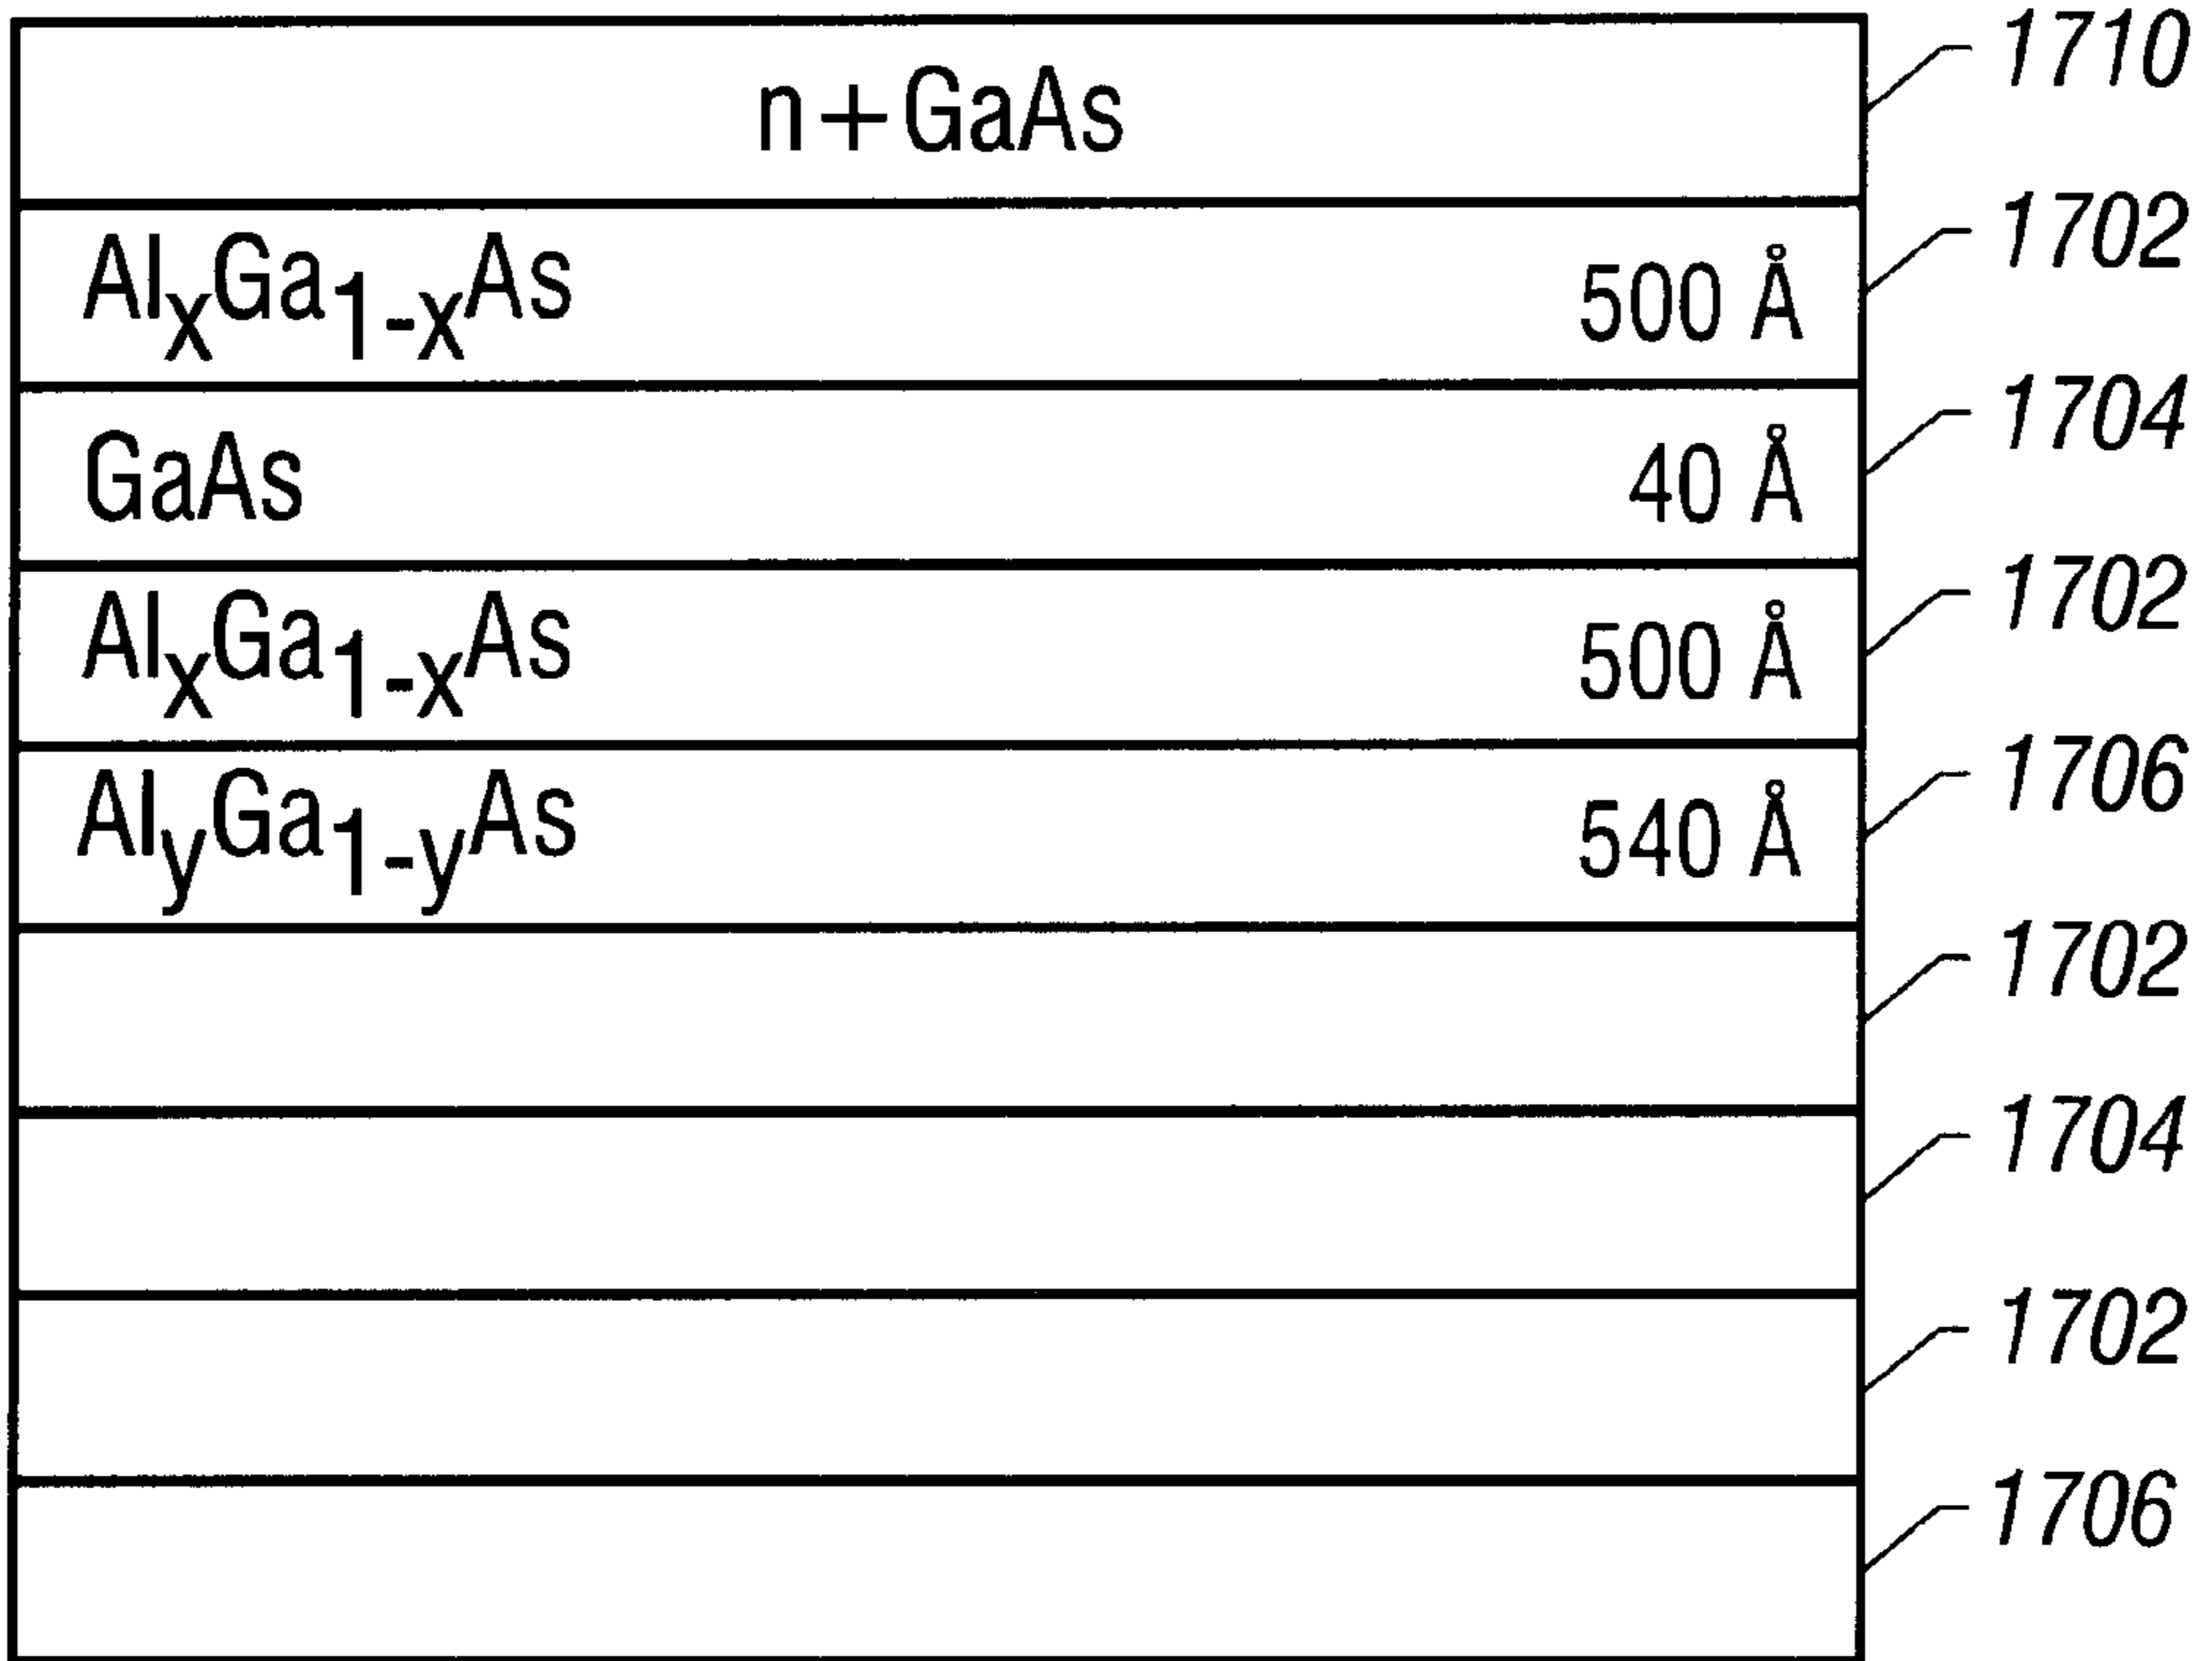 n+GaAs 1710
AlxGa1-xAs 500 Å 1702
GaAs 40 Å 1704
AlxGa1-xAs 500 Å 1702
AlyGa1-yAs 540 Å 1706
1702
1704
1702
1706